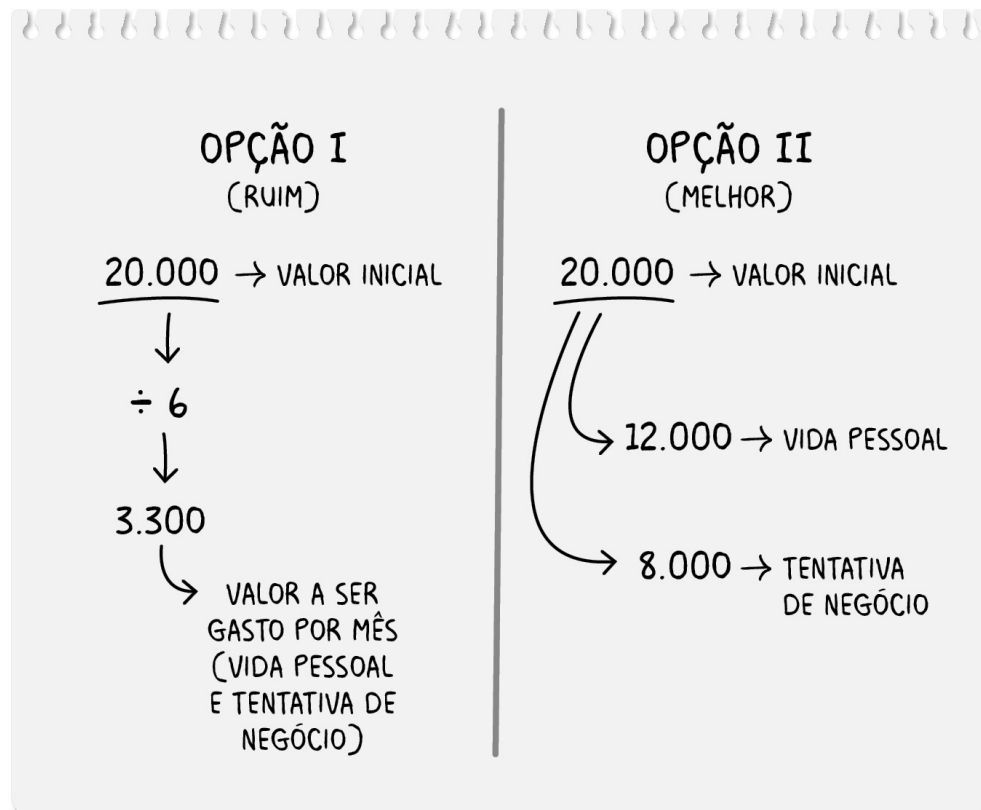 OPÇÃO I
(RUIM)
20.000 → VALOR INICIAL
÷ 6
3.300
VALOR A SER
GASTO POR MÊS
(VIDA PESSOAL
E TENTATIVA DE
NEGÓCIO)
OPÇÃO II
(MELHOR)
20.000 → VALOR INICIAL
12.000 → VIDA PESSOAL
8.000 → TENTATIVA
DE NEGÓCIO